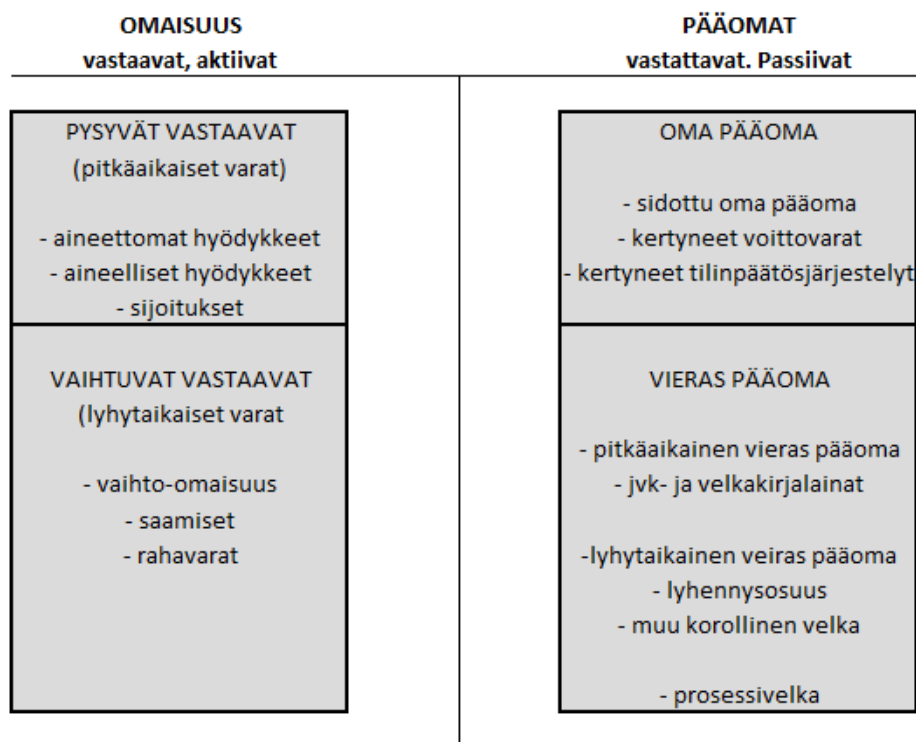 OMAISUUS
vastaavat, aktiivat
PYSYVÄT VASTAAVAT
(pitkäaikaiset varat)
- aineettomat hyödykkeet
- aineelliset hyödykkeet
- sijoitukset
VAIHTUVAT VASTAAVAT
(lyhytaikaiset varat
- vaihto-omaisuus
- saamiset
- rahavarat
PÄÄOMAT
vastattavat. Passiivat
OMA PÄÄOMA
- sidottu oma pääoma
- kertyneet voittovarat
- kertyneet tilinpäätösjärjestelyt
VIERAS PÄÄOMA
- pitkäaikainen vieras pääoma
- jvk- ja velkakirjalainat
-lyhytaikainen veiras pääoma
- lyhennysosuus
- muu korollinen velka
- prosessivelka